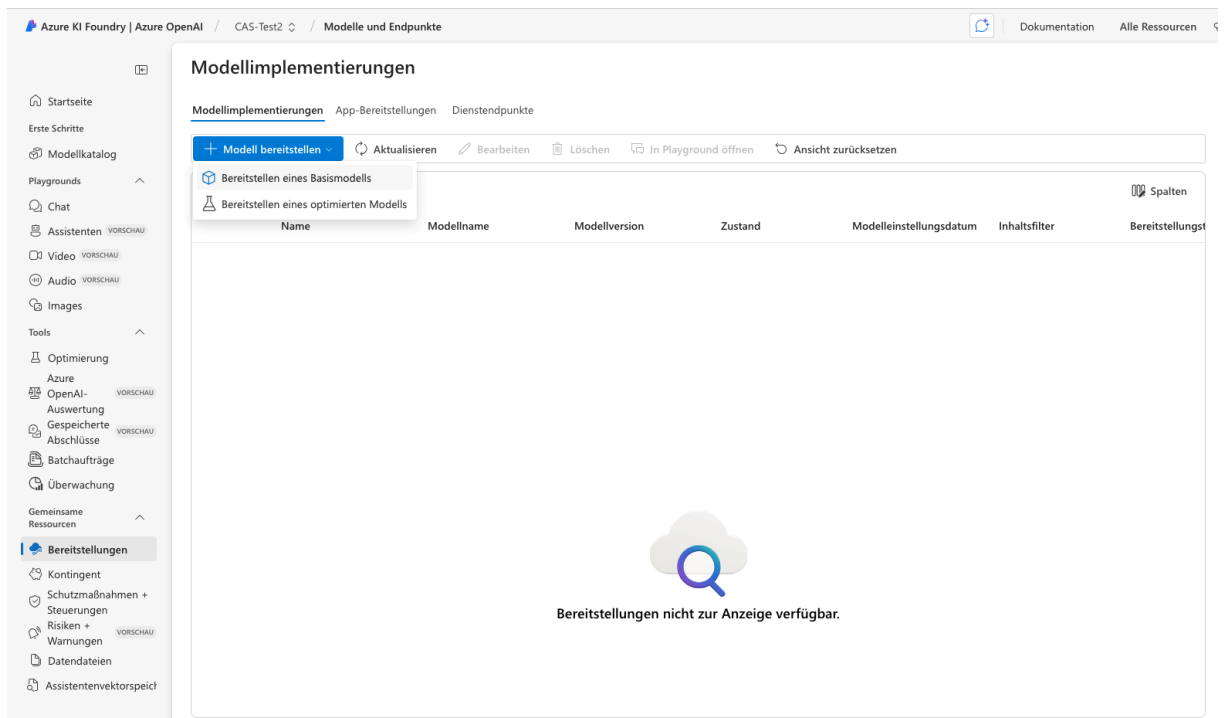 Azure KI Foundry | Azure OpenAI / CAS-Test2 / Modelle und Endpunkte
Dokumentation Alle Ressourcen
Startseite
Erste Schritte
Modellkatalog
Playgrounds
Chat
Assistenten VORSCHAU
Video VORSCHAU
Audio VORSCHAU
Images
Tools
Optimierung
Azure
OpenAI- VORSCHAU
Auswertung
Gespeicherte
Abschlüsse VORSCHAU
Batchaufträge
Überwachung
Gemeinsame
Ressourcen
Bereitstellungen
Kontingent
Schutzmaßnahmen +
Steuerungen
Risiken +
Warnungen VORSCHAU
Datendateien
Assistentenvektorspeich
Modellimplementierungen
Modellimplementierungen App-Bereitstellungen Dienstendpunkte
Modell bereitstellen Aktualisieren Bearbeiten Löschen In Playground öffnen Ansicht zurücksetzen
Bereitstellen eines Basismodells
Bereitstellen eines optimierten Modells
Spalten
Name Modellname Modellversion Zustand Modelleinstellungsdatum Inhaltsfilter Bereitstellungst
Bereitstellungen nicht zur Anzeige verfügbar.